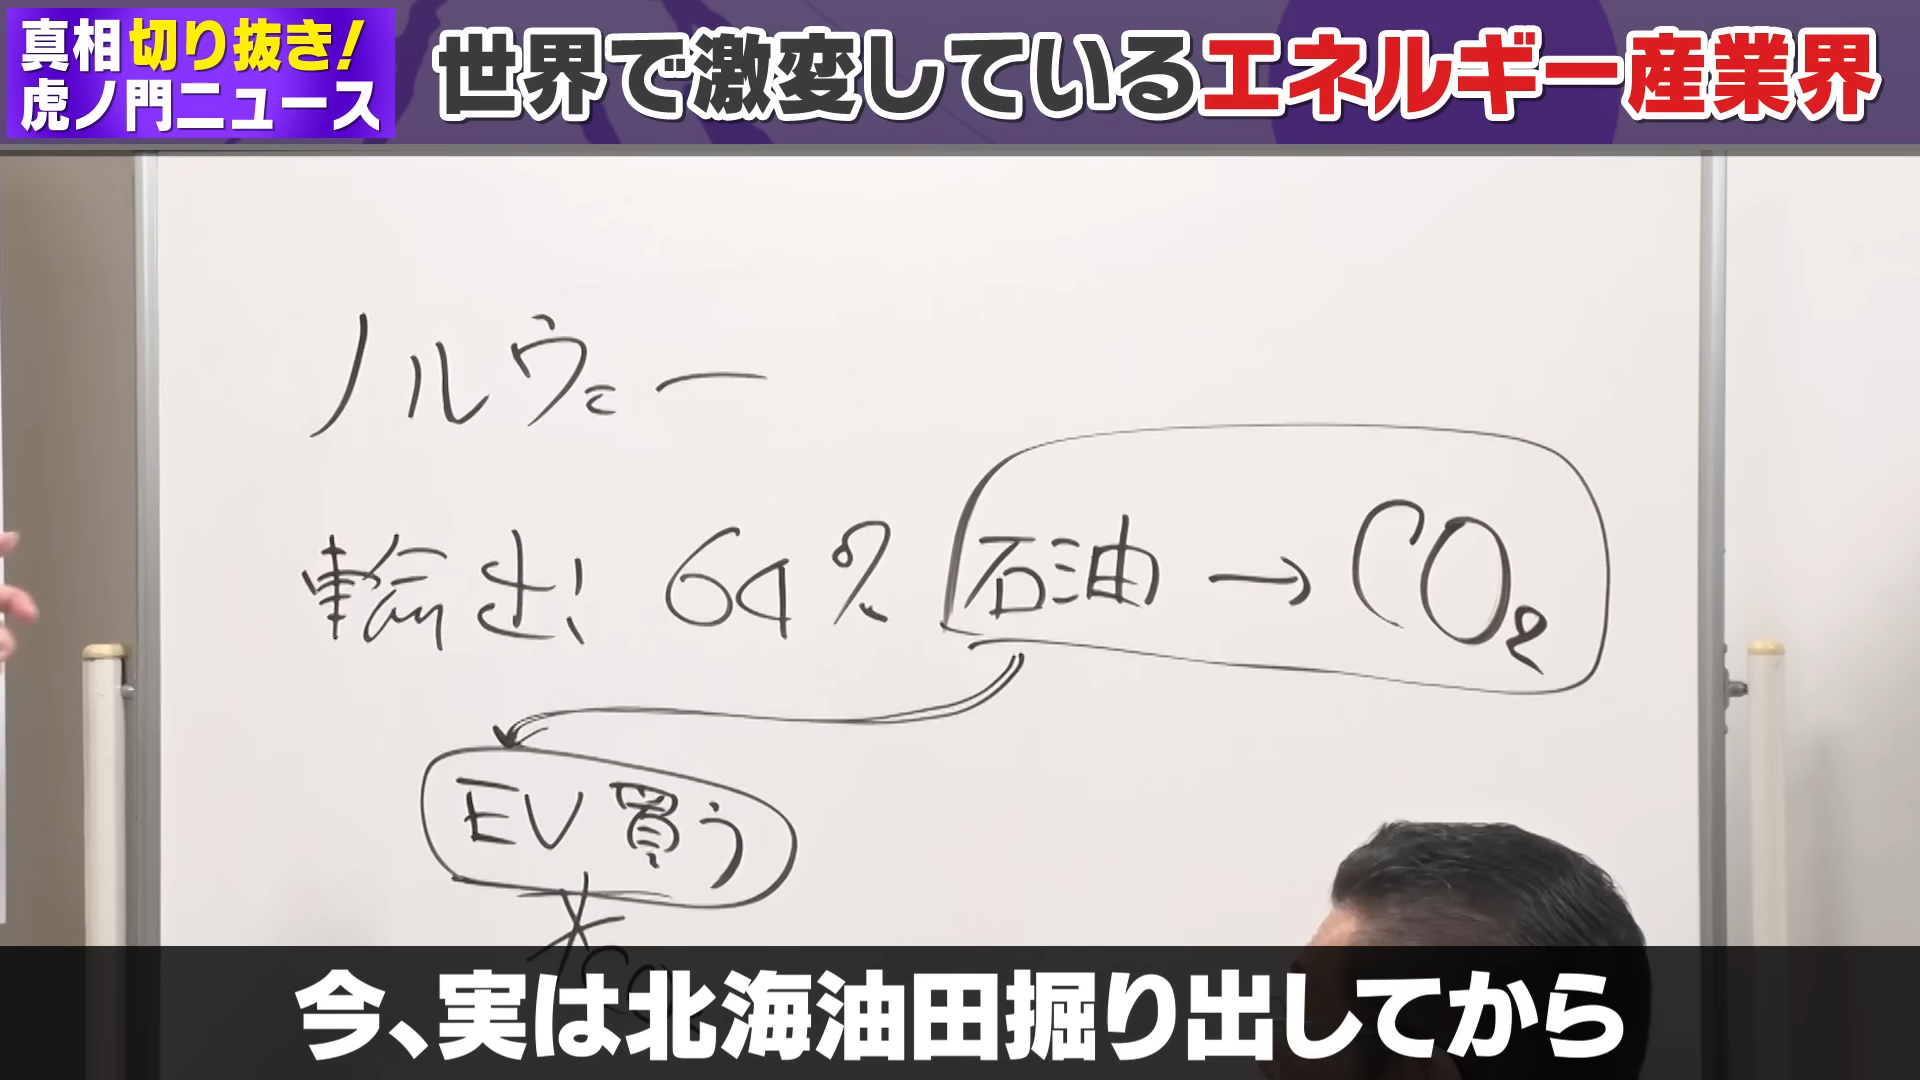 真相切り抜き!
虎ノ門ニュース
世界で激変しているエネルギー産業界
ノルウェー
輸出! 64% 石油→CO2
EV買う
今、実は北海油田掘り出してから